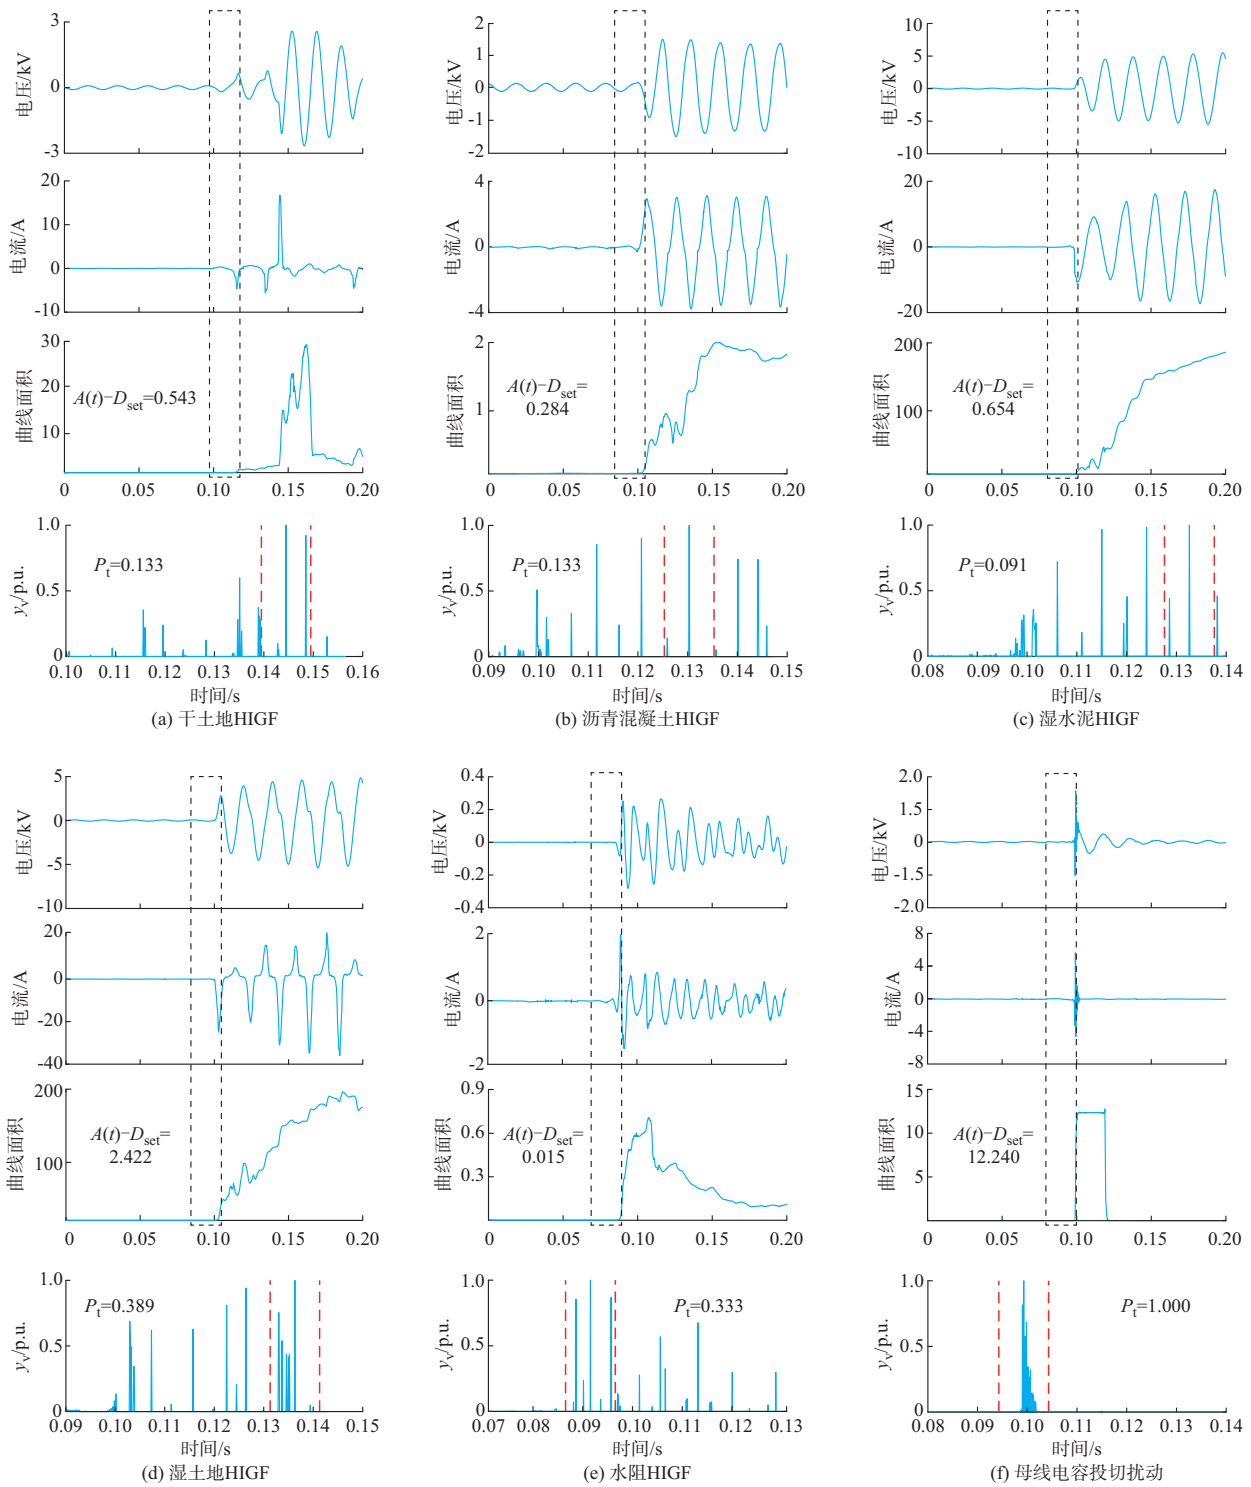 电压/kV
3
0
-3
电流/A
20
10
0
-10
曲线面积
30
20
10
A(t)-D_set=0.543
0 0.05 0.10 0.15 0.20
y_v/p.u.
1.0
0.5
0
P_t=0.133
0.10 0.11 0.12 0.13 0.14 0.15 0.16
时间/s
(a) 干土地HIGF
电压/kV
2
1
0
-1
-2
电流/A
4
0
-4
曲线面积
2
1
A(t)-D_set=
0.284
0 0.05 0.10 0.15 0.20
y_v/p.u.
1.0
0.5
0
P_t=0.133
0.09 0.10 0.11 0.12 0.13 0.14 0.15
时间/s
(b) 沥青混凝土HIGF
电压/kV
10
5
0
-5
-10
电流/A
20
0
-20
曲线面积
200
100
A(t)-D_set=
0.654
0 0.05 0.10 0.15 0.20
y_v/p.u.
1.0
0.5
0
P_t=0.091
0.08 0.09 0.10 0.11 0.12 0.13 0.14
时间/s
(c) 湿水泥HIGF
电压/kV
5
0
-5
-10
电流/A
20
0
-20
-40
曲线面积
200
100
A(t)-D_set=
2.422
0 0.05 0.10 0.15 0.20
y_v/p.u.
1.0
0.5
0
P_t=0.389
0.09 0.10 0.11 0.12 0.13 0.14 0.15
时间/s
(d) 湿土地HIGF
电压/kV
0.4
0.2
0
-0.2
-0.4
电流/A
2
0
-2
曲线面积
0.9
0.6
0.3
A(t)-D_set=
0.015
0 0.05 0.10 0.15 0.20
y_v/p.u.
1.0
0.5
0
P_t=0.333
0.07 0.08 0.09 0.10 0.11 0.12 0.13
时间/s
(e) 水阻HIGF
电压/kV
2.0
1.5
0
-1.5
-2.0
电流/A
8
4
0
-4
-8
曲线面积
15
10
5
A(t)-D_set=
12.240
0 0.05 0.10 0.15 0.20
y_v/p.u.
1.0
0.5
0
P_t=1.000
0.08 0.09 0.10 0.11 0.12 0.13 0.14
时间/s
(f) 母线电容投切扰动